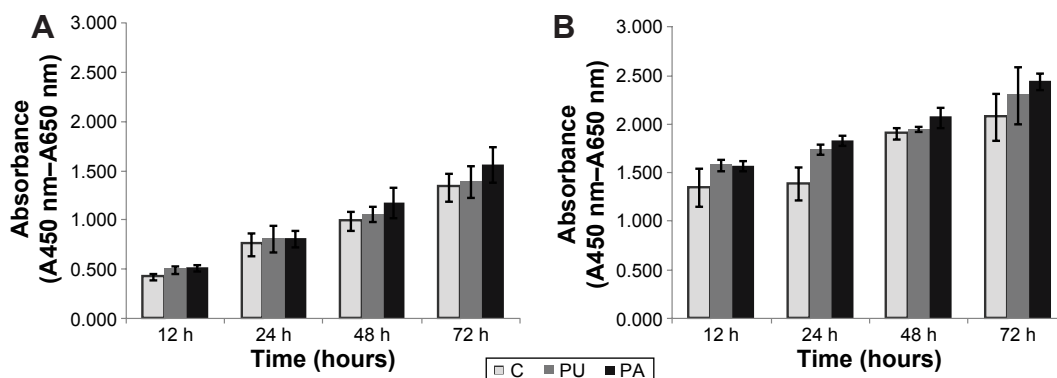 A
Absorbance
(A450 nm–A650 nm)
3.000
2.500
2.000
1.500
1.000
0.500
0.000
12 h 24 h 48 h 72 h
Time (hours)
B
Absorbance
(A450 nm–A650 nm)
3.000
2.500
2.000
1.500
1.000
0.500
0.000
12 h 24 h 48 h 72 h
Time (hours)
C PU PA